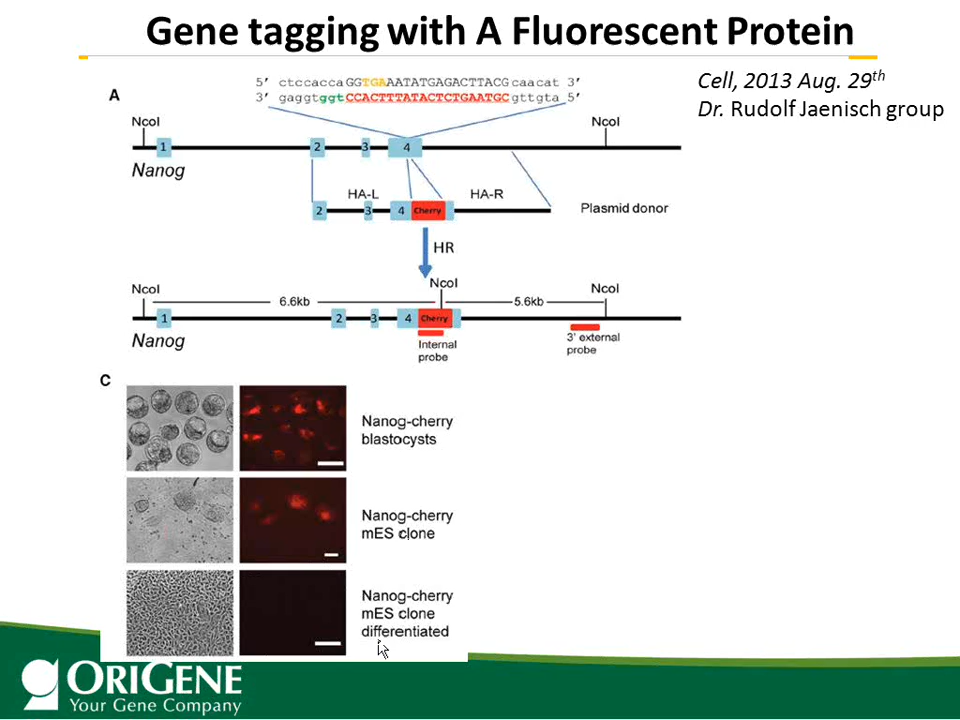 Gene tagging with A Fluorescent Protein
Cell, 2013 Aug. 29th
Dr. Rudolf Jaenisch group
A
5' ctccaccaGGTGAAATATGAGACTTACGcaacat 3'
3' gaggtggtCCACTTTATACTCTGAATGCgttgta 5'
NcoI NcoI
1 2 3 4
Nanog
HA-L HA-R
2 3 4 Cherry Plasmid donor
HR
NcoI NcoI NcoI
6.6kb 5.6kb
1 2 3 4 Cherry
Nanog
Internal
probe
3' external
probe
C
Nanog-cherry
blastocysts
Nanog-cherry
mES clone
Nanog-cherry
mES clone
differentiated
ORIGENE
Your Gene Company